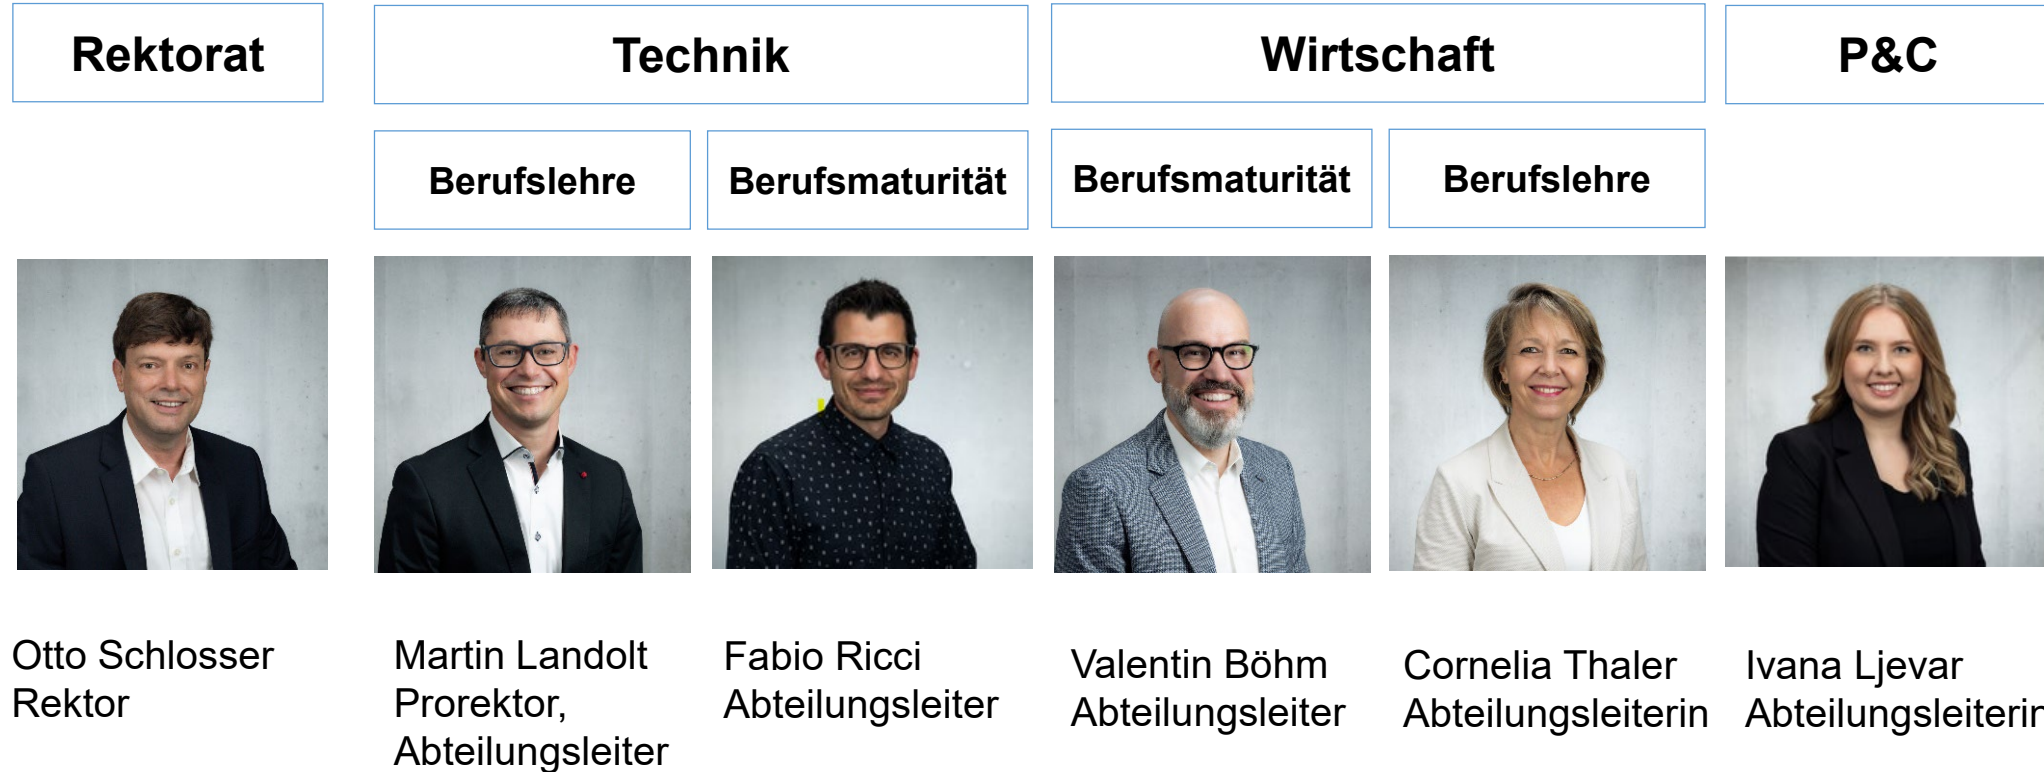 Rektorat
Technik
Wirtschaft
P&C
Berufslehre
Berufsmaturität
Berufsmaturität
Berufslehre
Otto Schlosser
Rektor
Martin Landolt
Prorektor,
Abteilungsleiter
Fabio Ricci
Abteilungsleiter
Valentin Böhm
Abteilungsleiter
Cornelia Thaler
Abteilungsleiterin
Ivana Ljevar
Abteilungsleiterin